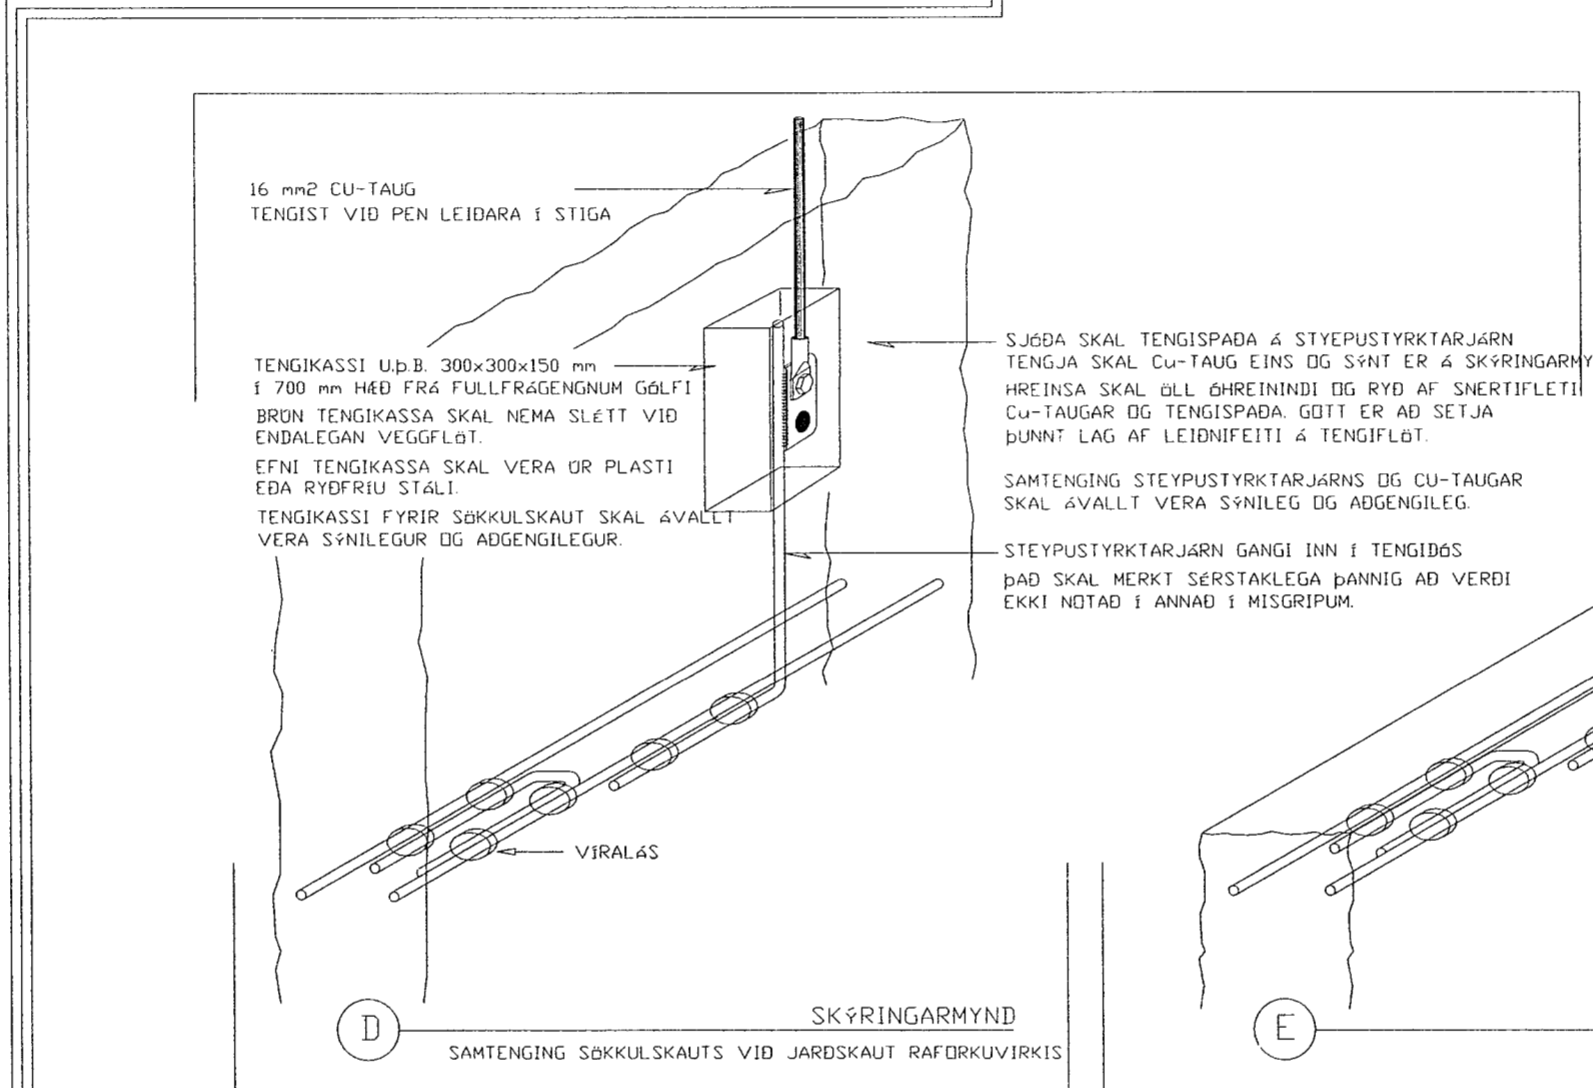 16 mm2 CU-TAUG
TENGIST VIÐ PEN LEIÐARA Í STIGA
TENGIKASSI U.Þ.B. 300x300x150 mm
Í 700 mm HÆÐ FRÁ FULLFRÁGENGNUM GÓLFI
BRÚN TENGIKASSA SKAL NEMA SLÉTT VIÐ
ENDALEGAN VEGGFLÖT.
EFNI TENGIKASSA SKAL VERA ÚR PLASTI
EÐA RYÐFRÍU STÁLI.
TENGIKASSI FYRIR SÖKKULSKAUT SKAL ÁVALLT
VERA SÝNILEGUR OG AÐGENGILEGUR.
SJÓÐA SKAL TENGISPAÐA Á STYEPUSTYRKTARJÁRN
TENGJA SKAL Cu-TAUG EINS OG SÝNT ER Á SKÝRINGARMY
HREINSA SKAL ÖLL ÓHREININDI OG RYÐ AF SNERTIFLETI
Cu-TAUGAR OG TENGISPAÐA. GOTT ER AÐ SETJA
ÞUNNT LAG AF LEIÐNIFEITI Á TENGIFLÖT.
SAMTENGING STEYPUSTYRKTARJÁRNS OG CU-TAUGAR
SKAL ÁVALLT VERA SÝNILEG OG AÐGENGILEG.
STEYPUSTYRKTARJÁRN GANGI INN Í TENGIDÓS
ÞAÐ SKAL MERKT SÉRSTAKLEGA ÞANNIG AÐ VERÐI
EKKI NOTAÐ Í ANNAÐ Í MISGRIPUM.
VÍRALÁS
D
SKÝRINGARMYND
SAMTENGING SÖKKULSKAUTS VIÐ JARÐSKAUT RAFORKUVIRKIS
E